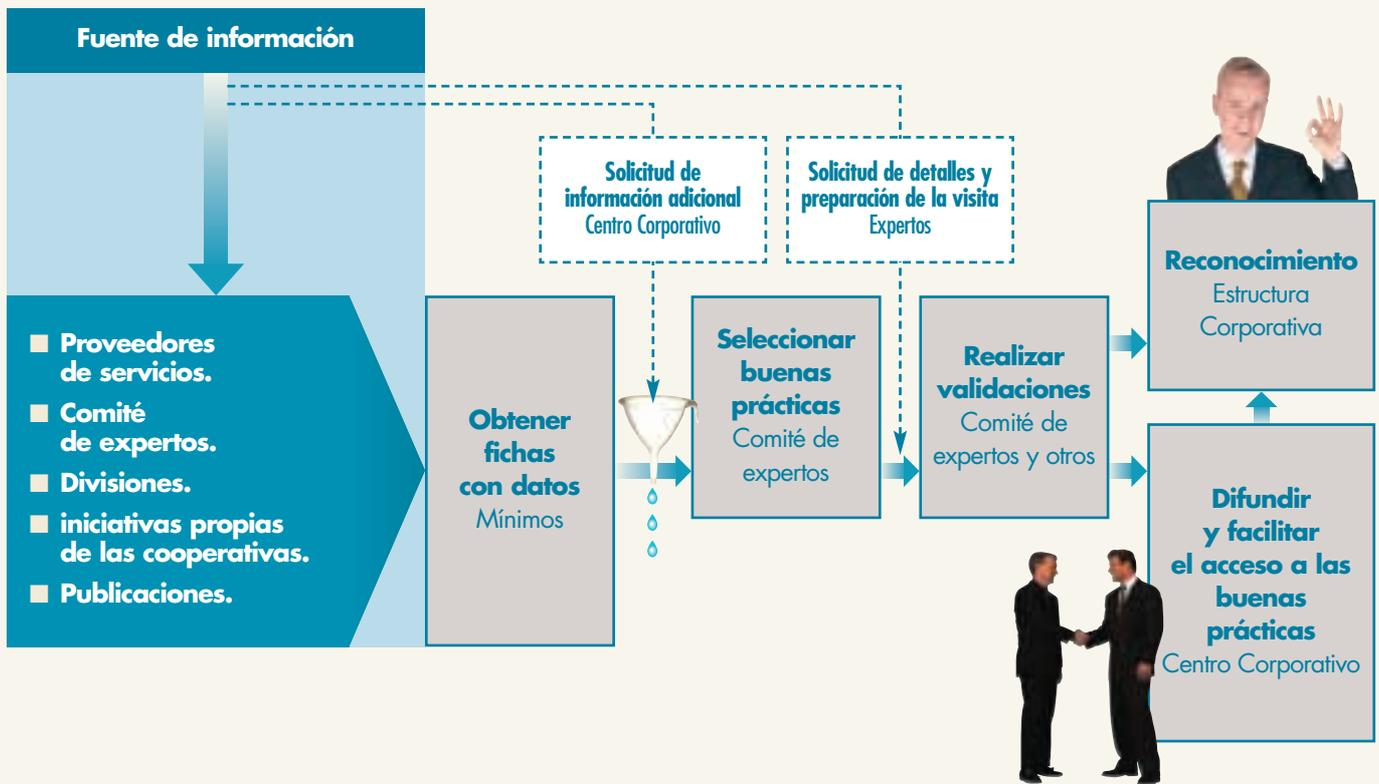 Fuente de información
Solicitud de
información adicional
Centro Corporativo
Solicitud de detalles y
preparación de la visita
Expertos
Proveedores
de servicios.
Comité
de expertos.
Divisiones.
iniciativas propias
de las cooperativas.
Publicaciones.
Obtener
fichas
con datos
Mínimos
Seleccionar
buenas
prácticas
Comité de
expertos
Realizar
validaciones
Comité de
expertos y otros
Reconocimiento
Estructura
Corporativa
Difundir
y facilitar
el acceso a las
buenas
prácticas
Centro Corporativo